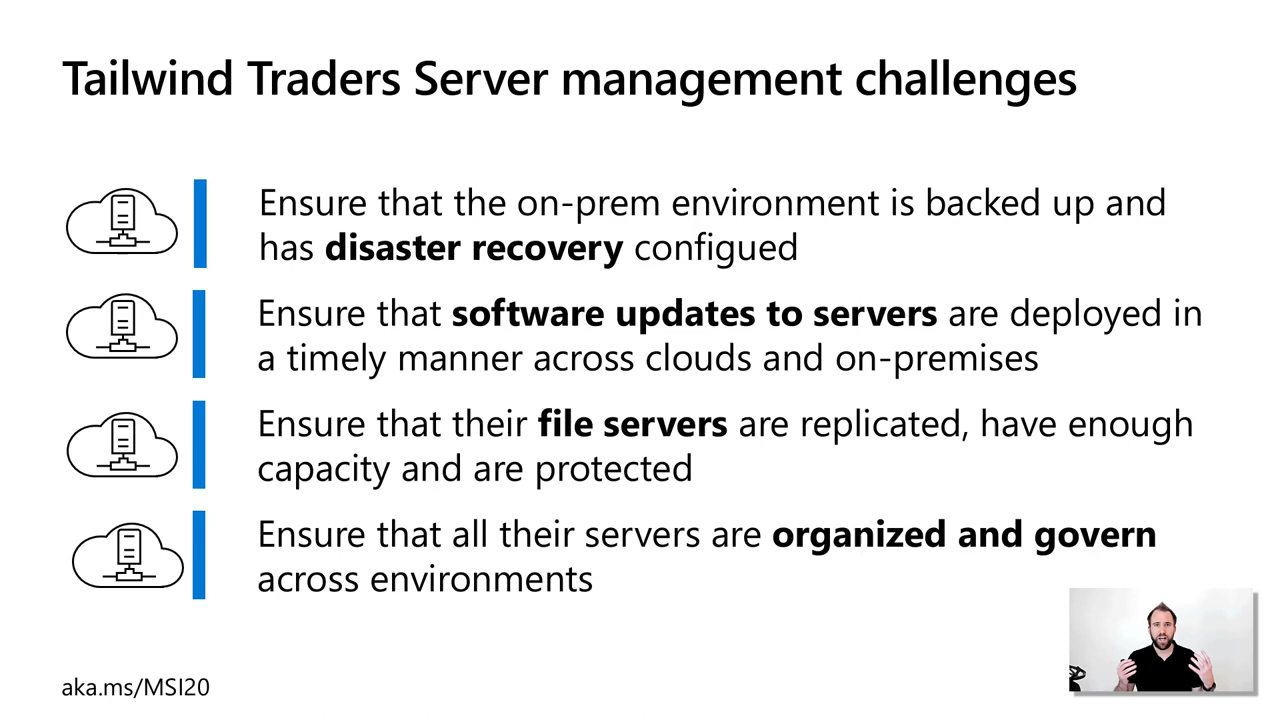 Tailwind Traders Server management challenges
Ensure that the on-prem environment is backed up and
has disaster recovery configued
Ensure that software updates to servers are deployed in
a timely manner across clouds and on-premises
Ensure that their file servers are replicated, have enough
capacity and are protected
Ensure that all their servers are organized and govern
across environments
aka.ms/MSI20